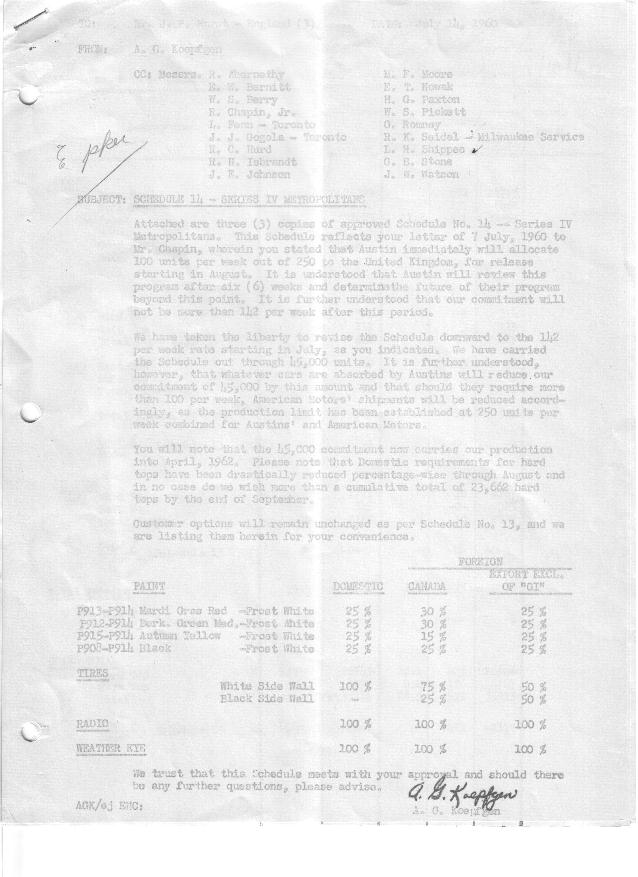 TO: Mr. J. F. Bryant - England (3) DATE: July 14, 1960
FROM: A. G. Koepfgen
CC: Messrs. R. Abernethy M. F. Moore
E. W. Bernitt E. T. Nowak
W. S. Berry H. G. Paxton
R. Chapin, Jr. W. S. Pickett
L. Fenn - Toronto G. Romney
J. J. Gogola - Toronto R. K. Seidel - Milwaukee Service
R. C. Hurd L. H. Shippee
R. H. Isbrandt G. B. Stone
J. E. Johnson J. W. Watson
SUBJECT: SCHEDULE 14 - SERIES IV METROPOLITANS
Attached are three (3) copies of approved Schedule No. 14 -- Series IV
Metropolitans. This Schedule reflects your letter of 7 July, 1960 to
Mr. Chapin, wherein you stated that Austin immediately will allocate
100 units per week out of 250 to the United Kingdom, for release
starting in August. It is understood that Austin will review this
program after six (6) weeks and determine the future of their program
beyond this point. It is further understood that our commitment will
not be more than 142 per week after this period.
We have taken the liberty to revise the Schedule downward to the 142
per week rate starting in July, as you indicated. We have carried
the Schedule out through 45,000 units. It is further understood,
however, that whatever cars are absorbed by Austins will reduce our
commitment of 45,000 by this amount and that should they require more
than 100 per week, American Motors' shipments will be reduced accord-
ingly, as the production limit has been established at 250 units per
week combined for Austins' and American Motors.
You will note that the 45,000 commitment now carries our production
into April, 1962. Please note that Domestic requirements for hard
tops have been drastically reduced percentage-wise through August and
in no case do we wish more than a cumulative total of 23,662 hard
tops by the end of September.
Customer options will remain unchanged as per Schedule No. 13, and we
are listing them herein for your convenience.
FOREIGN
EXPORT EXCL.
PAINT DOMESTIC CANADA OF "GI"
P913-P914 Mardi Gras Red -Frost White 25 % 30 % 25 %
P912-P914 Berk. Green Med.-Frost White 25 % 30 % 25 %
P915-P914 Autumn Yellow -Frost White 25 % 15 % 25 %
P908-P914 Black -Frost White 25 % 25 % 25 %
TIRES
White Side Wall 100 % 75 % 50 %
Black Side Wall - 25 % 50 %
RADIO 100 % 100 % 100 %
WEATHER EYE 100 % 100 % 100 %
We trust that this Schedule meets with your approval and should there
be any further questions, please advise.
A. G. Koepfgen
AGK/ej ENC: A. G. Koepfgen